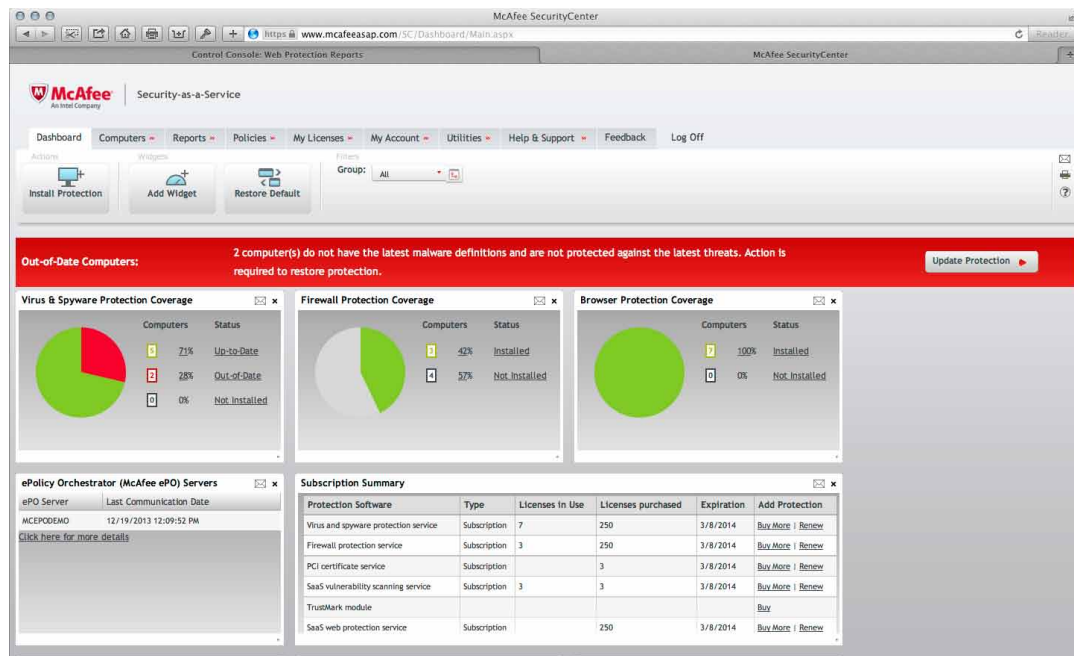 McAfee SecurityCenter
https www.mcafeeasap.com/SC/Dashboard/Main.aspx
Reader
Control Console: Web Protection Reports
McAfee SecurityCenter
McAfee
An Intel Company
Security-as-a-Service
Dashboard Computers Reports Policies My Licenses My Account Utilities Help & Support Feedback Log Off
Actions Widgets Filters
Group: All
Install Protection Add Widget Restore Default
Out-of-Date Computers:
2 computer(s) do not have the latest malware definitions and are not protected against the latest threats. Action is
required to restore protection.
Update Protection
Virus & Spyware Protection Coverage
Computers Status
5 71% Up-to-Date
2 28% Out-of-Date
0 0% Not Installed
Firewall Protection Coverage
Computers Status
3 42% Installed
4 57% Not Installed
Browser Protection Coverage
Computers Status
7 100% Installed
0 0% Not Installed
ePolicy Orchestrator (McAfee ePO) Servers
ePO Server Last Communication Date
MCEPODEMO 12/19/2013 12:09:52 PM
Click here for more details
Subscription Summary
Protection Software Type Licenses in Use Licenses purchased Expiration Add Protection
Virus and spyware protection service Subscription 7 250 3/8/2014 Buy More | Renew
Firewall protection service Subscription 3 250 3/8/2014 Buy More | Renew
PCI certificate service Subscription 3 3/8/2014 Buy More | Renew
SaaS vulnerability scanning service Subscription 3 3 3/8/2014 Buy More | Renew
TrustMark module Buy
SaaS web protection service Subscription 250 3/8/2014 Buy More | Renew